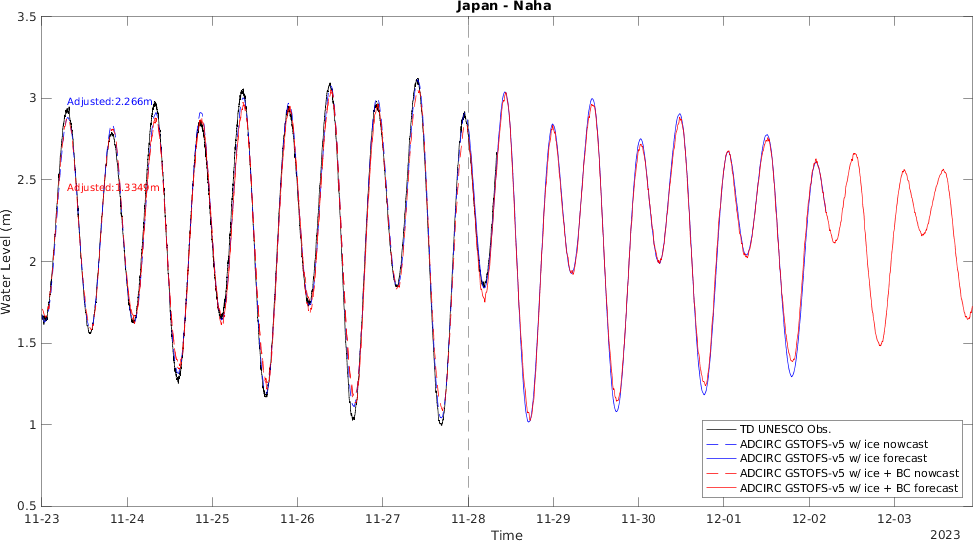 Japan - Naha
3.5
3
2.5
2
1.5
1
0.5
Water Level (m)
Adjusted:2.266m
Adjusted:1.3349m
TD UNESCO Obs.
ADCIRC GSTOFS-v5 w/ ice nowcast
ADCIRC GSTOFS-v5 w/ ice forecast
ADCIRC GSTOFS-v5 w/ ice + BC nowcast
ADCIRC GSTOFS-v5 w/ ice + BC forecast
11-23 11-24 11-25 11-26 11-27 11-28 11-29 11-30 12-01 12-02 12-03
Time
2023